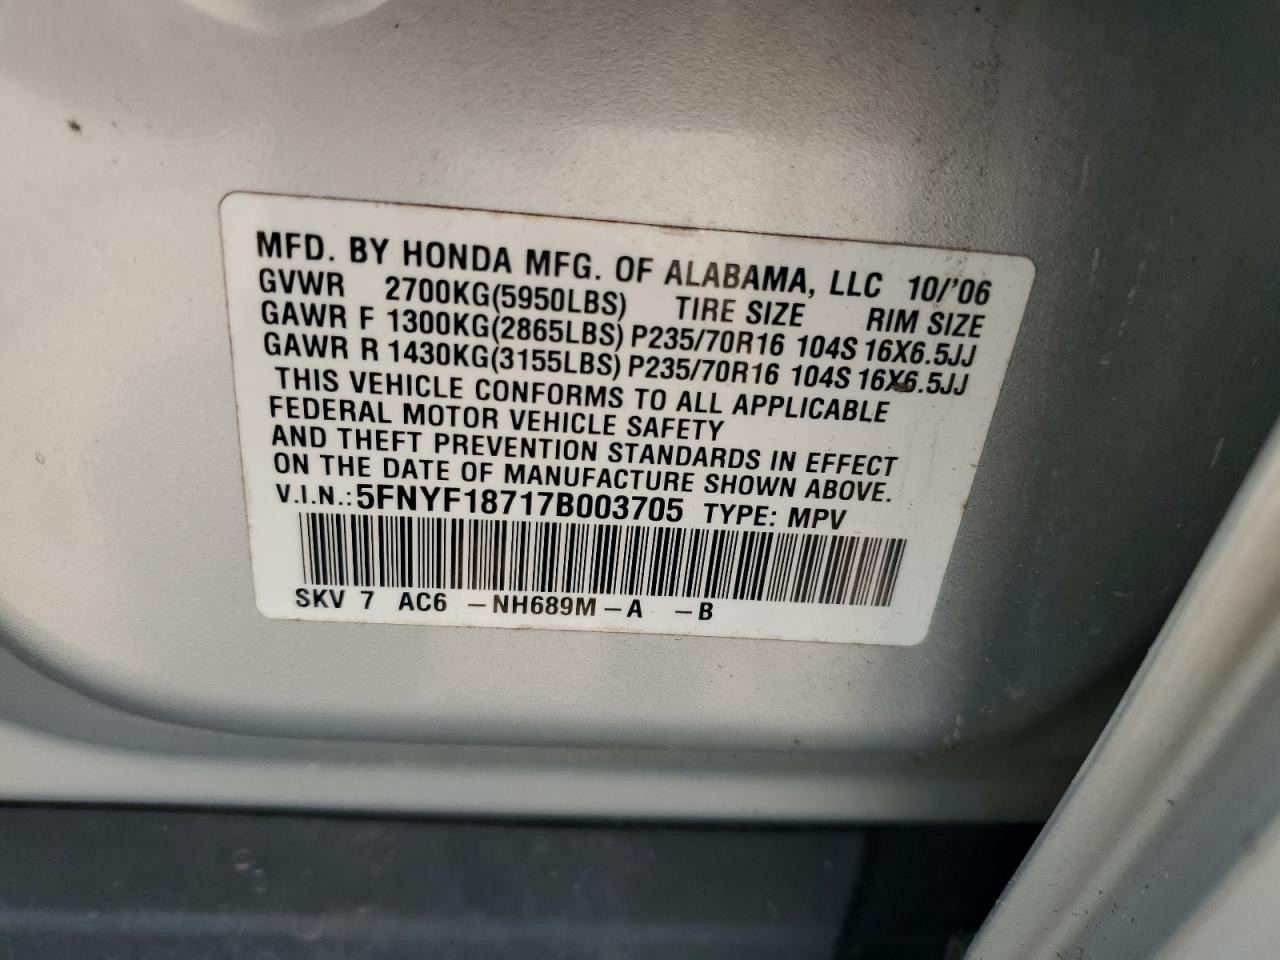 MFD. BY HONDA MFG. OF ALABAMA, LLC 10/'06
GVWR 2700KG(5950LBS) TIRE SIZE RIM SIZE
GAWR F 1300KG(2865LBS) P235/70R16 104S 16X6.5JJ
GAWR R 1430KG(3155LBS) P235/70R16 104S 16X6.5JJ
THIS VEHICLE CONFORMS TO ALL APPLICABLE
FEDERAL MOTOR VEHICLE SAFETY
AND THEFT PREVENTION STANDARDS IN EFFECT
ON THE DATE OF MANUFACTURE SHOWN ABOVE.
V.I.N.: 5FNYF18717B003705 TYPE: MPV
SKV 7 AC6 -NH689M-A -B